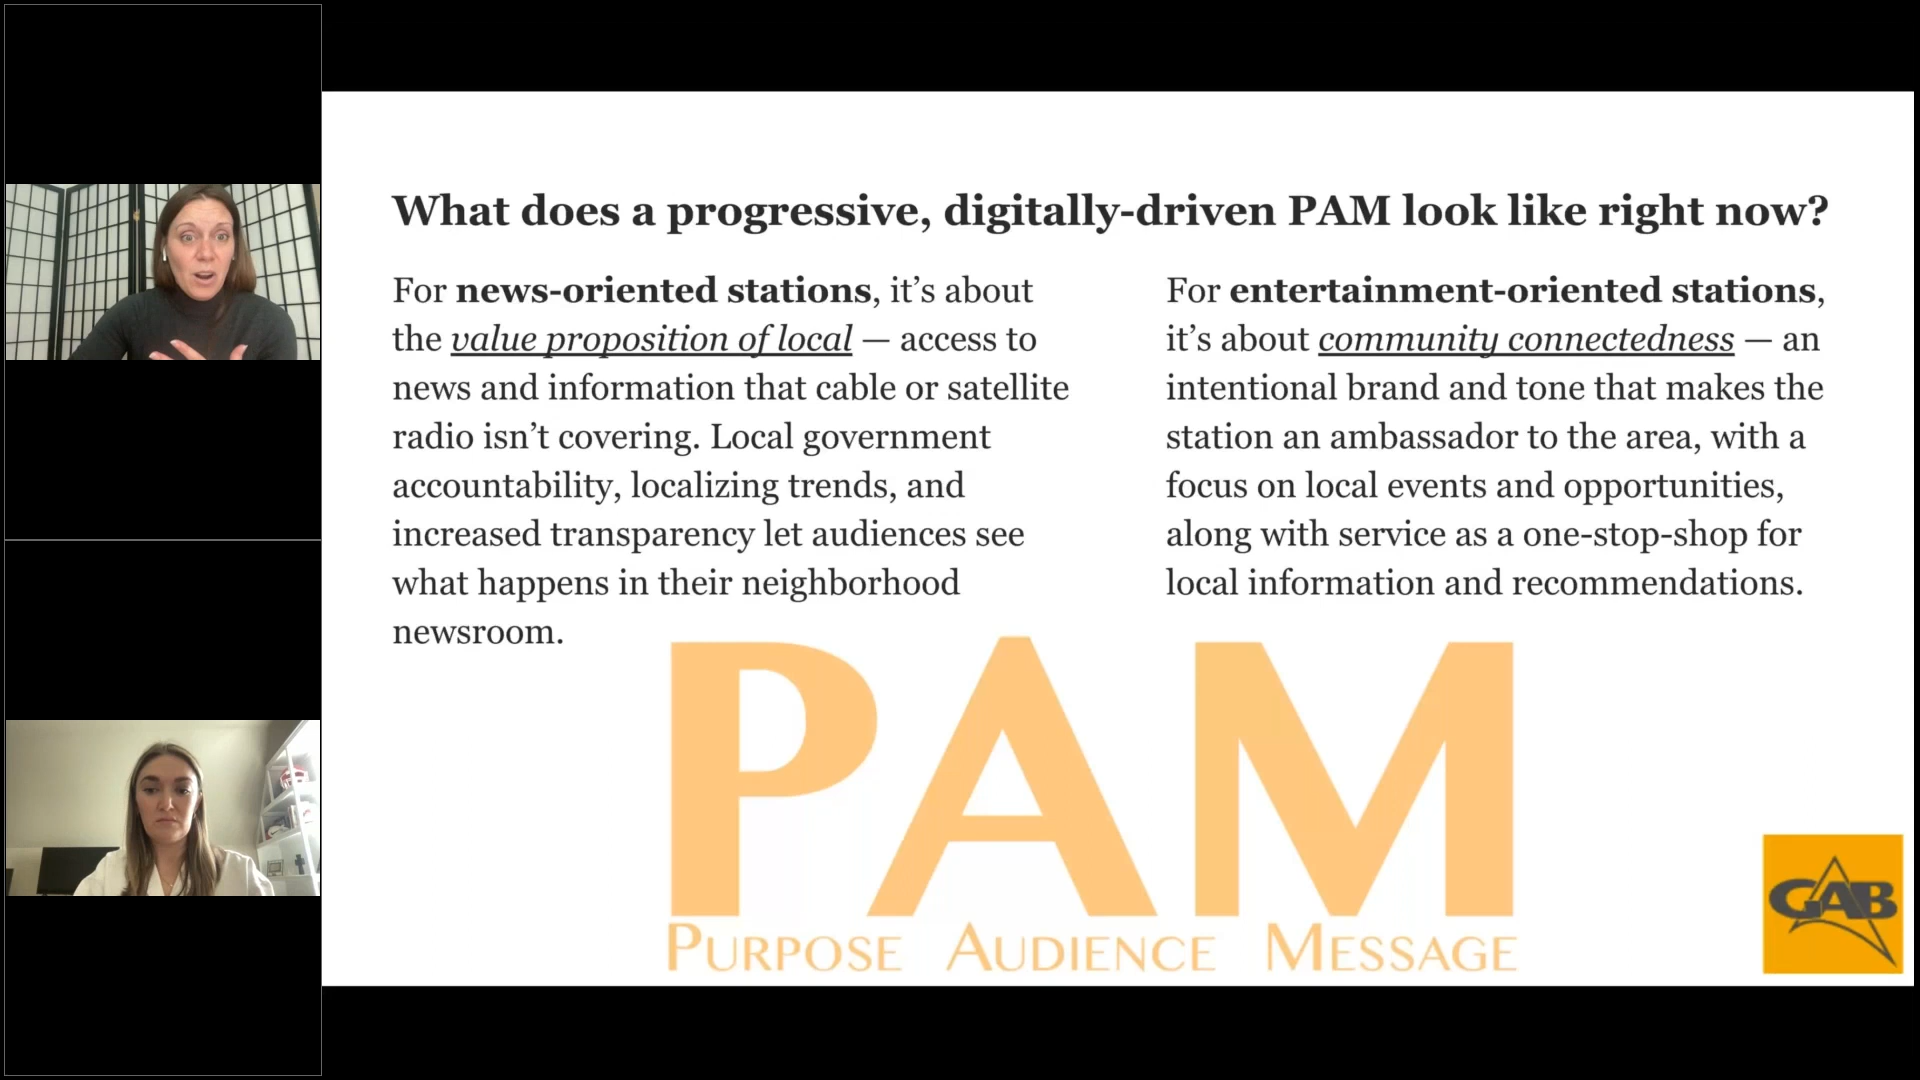 What does a progressive, digitally-driven PAM look like right now?
For news-oriented stations, it’s about
the value proposition of local — access to
news and information that cable or satellite
radio isn’t covering. Local government
accountability, localizing trends, and
increased transparency let audiences see
what happens in their neighborhood
newsroom.
For entertainment-oriented stations,
it’s about community connectedness — an
intentional brand and tone that makes the
station an ambassador to the area, with a
focus on local events and opportunities,
along with service as a one-stop-shop for
local information and recommendations.
PAM
PURPOSE AUDIENCE MESSAGE
GAB